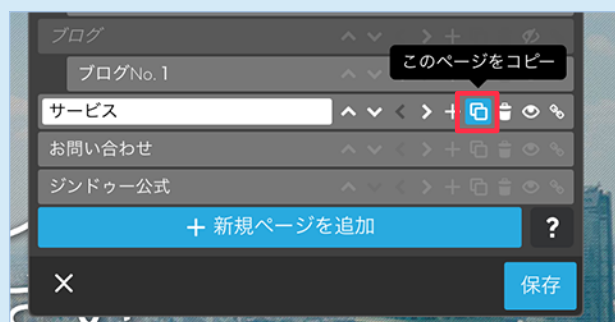 ブログ
このページをコピー
ブログNo. 1
サービス
お問い合わせ
ジンドゥー公式
＋ 新規ページを追加
?
保存